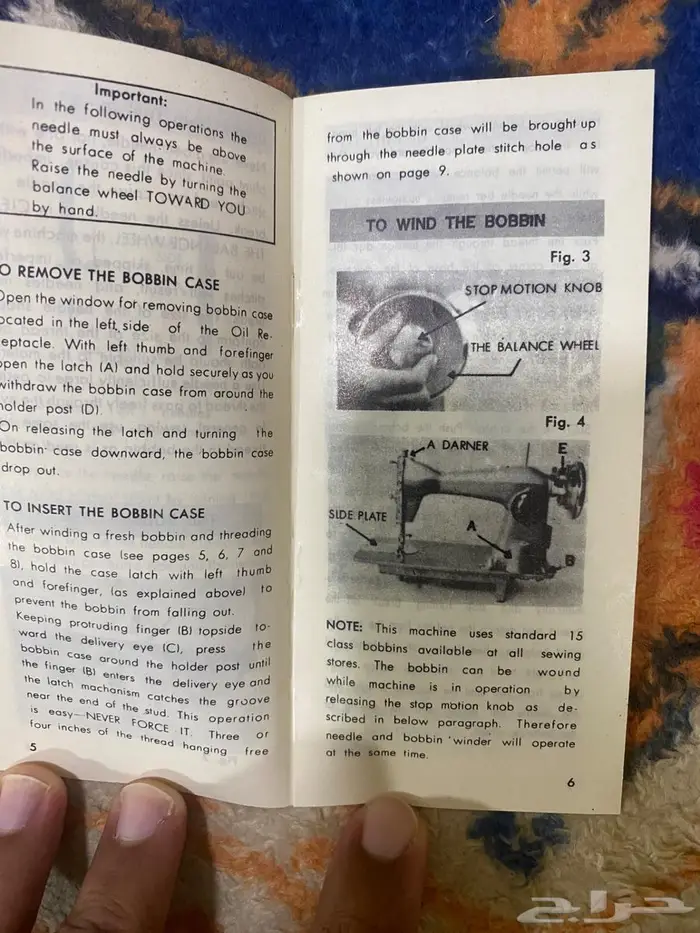 Important:
In the following operations the
needle must always be above
the surface of the machine.
Raise the needle by turning the
balance wheel TOWARD YOU
by hand.
O REMOVE THE BOBBIN CASE
Open the window for removing bobbin case
ocated in the left side of the Oil Re-
eptacle. With left thumb and forefinger
open the latch (A) and hold securely as you
withdraw the bobbin case from around the
holder post (D).
On releasing the latch and turning the
bobbin case downward, the bobbin case
drop out.
TO INSERT THE BOBBIN CASE
After winding a fresh bobbin and threading
the bobbin case (see pages 5, 6, 7 and
8), hold the case latch with left thumb
and forefinger, (as explained above) to
prevent the bobbin from falling out.
Keeping protruding finger (B) topside to-
ward the delivery eye (C), press the
bobbin case around the holder post until
the finger (B) enters the delivery eye and
the latch machanism catches the groove
near the end of the stud. This operation
is easy—NEVER FORCE IT. Three or
four inches of the thread hanging free
5
from the bobbin case will be brought up
through the needle plate stitch hole as
shown on page 9.
TO WIND THE BOBBIN
Fig. 3
STOP MOTION KNOB
THE BALANCE WHEEL
Fig. 4
A DARNER
E
SIDE PLATE
A
B
NOTE: This machine uses standard 15
class bobbins available at all sewing
stores. The bobbin can be wound
while machine is in operation by
releasing the stop motion knob as de-
scribed in below paragraph. Therefore
needle and bobbin winder will operate
at the same time.
6
حراج